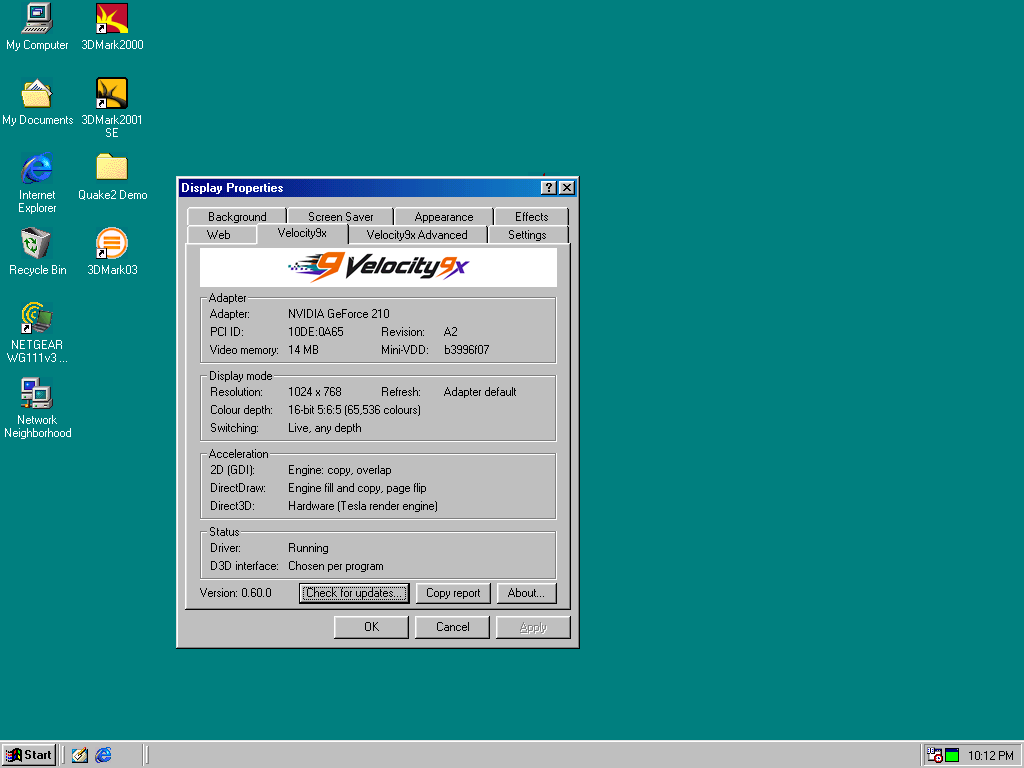 My Computer
3DMark2000
My Documents
3DMark2001
SE
Internet
Explorer
Quake2 Demo
Recycle Bin
3DMark03
NETGEAR
WG111v3 ...
Network
Neighborhood
Display Properties
Background
Screen Saver
Appearance
Effects
Web
Velocity9x
Velocity9x Advanced
Settings
9 Velocity9x
Adapter
Adapter: NVIDIA GeForce 210
PCI ID: 10DE:0A65 Revision: A2
Video memory: 14 MB Mini-VDD: b3996f07
Display mode
Resolution: 1024 x 768 Refresh: Adapter default
Colour depth: 16-bit 5:6:5 (65,536 colours)
Switching: Live, any depth
Acceleration
2D (GDI): Engine: copy, overlap
DirectDraw: Engine fill and copy, page flip
Direct3D: Hardware (Tesla render engine)
Status
Driver: Running
D3D interface: Chosen per program
Version: 0.60.0
Check for updates...
Copy report
About...
OK
Cancel
Apply
Start
10:12 PM